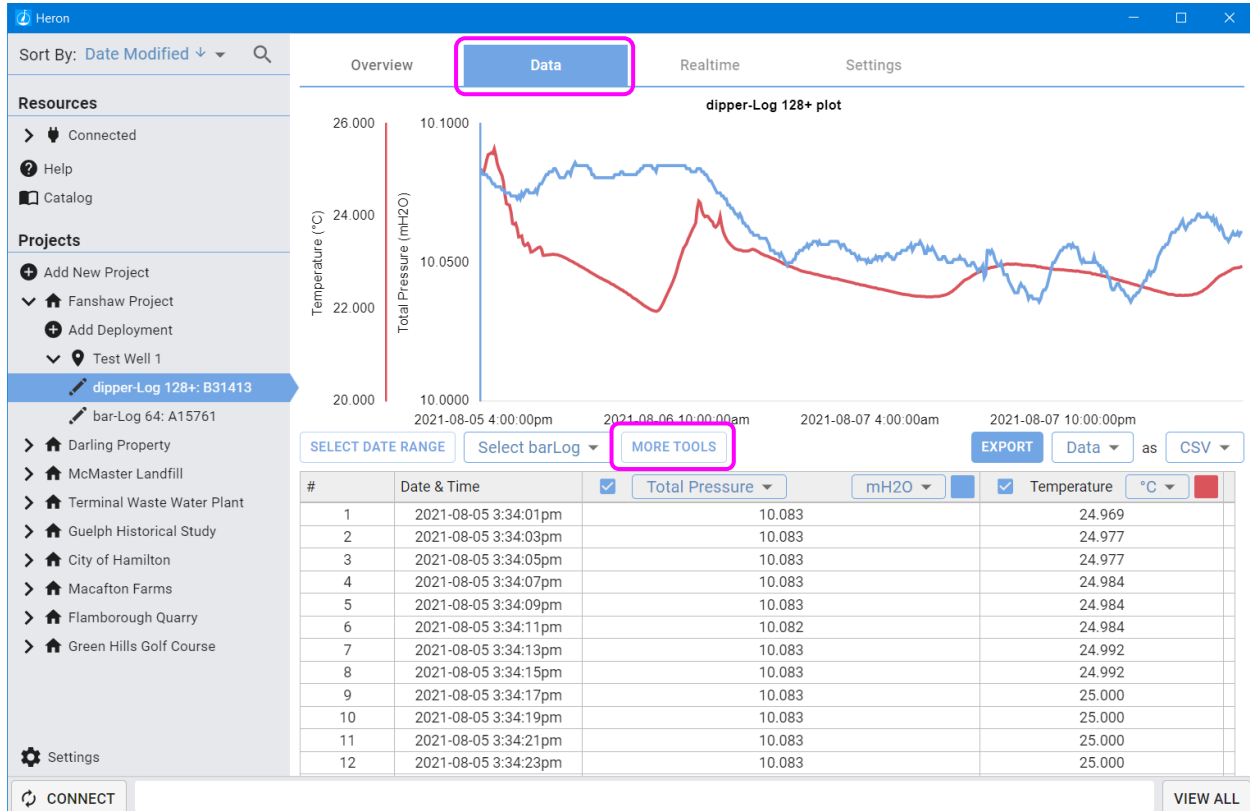 Heron
Sort By: Date Modified
Resources
Connected
Help
Catalog
Projects
Add New Project
Fanshaw Project
Add Deployment
Test Well 1
dipper-Log 128+: B31413
bar-Log 64: A15761
Darling Property
McMaster Landfill
Terminal Waste Water Plant
Guelph Historical Study
City of Hamilton
Macafton Farms
Flamborough Quarry
Green Hills Golf Course
Settings
CONNECT
Overview Data Realtime Settings
dipper-Log 128+ plot
26.000 10.1000
24.000
10.0500
22.000
20.000 10.0000
Temperature (°C)
Total Pressure (mH2O)
2021-08-05 4:00:00pm 2021-08-06 10:00:00am 2021-08-07 4:00:00am 2021-08-07 10:00:00pm
SELECT DATE RANGE Select barLog MORE TOOLS EXPORT Data as CSV
# Date & Time Total Pressure mH2O Temperature °C
1 2021-08-05 3:34:01pm 10.083 24.969
2 2021-08-05 3:34:03pm 10.083 24.977
3 2021-08-05 3:34:05pm 10.083 24.977
4 2021-08-05 3:34:07pm 10.083 24.984
5 2021-08-05 3:34:09pm 10.083 24.984
6 2021-08-05 3:34:11pm 10.082 24.984
7 2021-08-05 3:34:13pm 10.083 24.992
8 2021-08-05 3:34:15pm 10.083 24.992
9 2021-08-05 3:34:17pm 10.083 25.000
10 2021-08-05 3:34:19pm 10.083 25.000
11 2021-08-05 3:34:21pm 10.083 25.000
12 2021-08-05 3:34:23pm 10.083 25.000
VIEW ALL